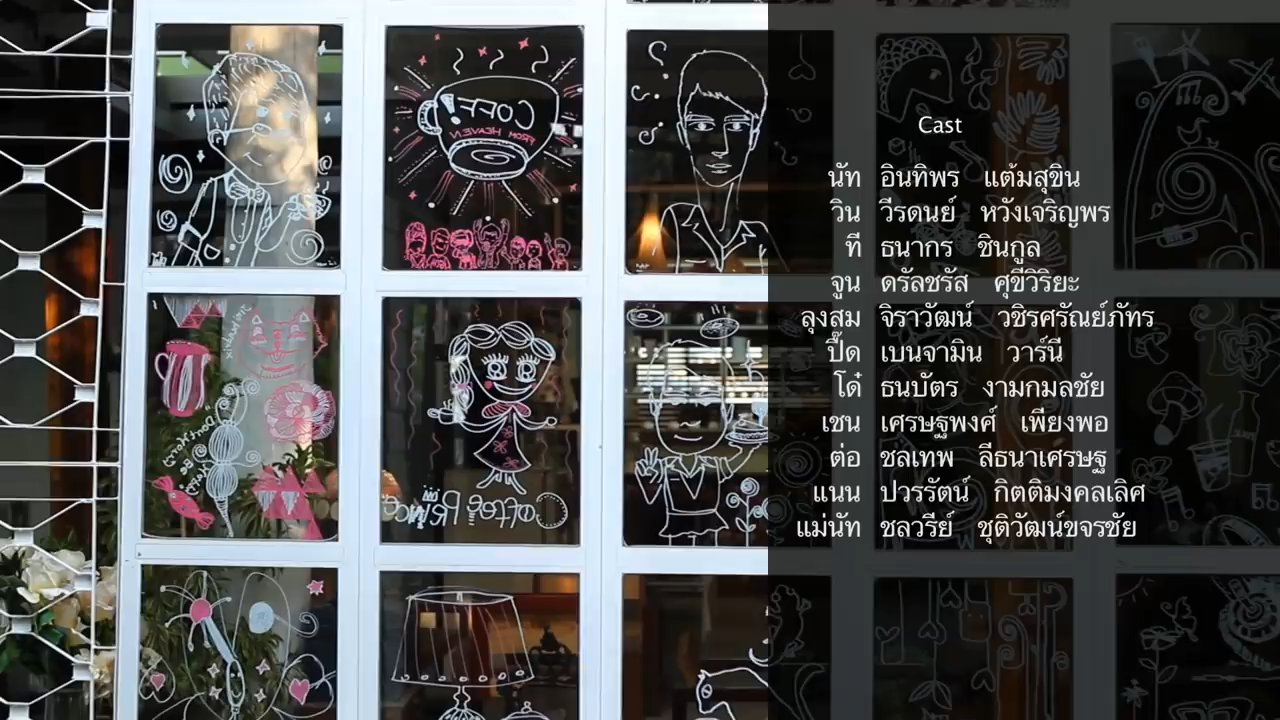 COFF
FROM HEAVEN
Cast
นัท อินทิพร แต้มสุขิน
วิน วีรดนย์ หวังเจริญพร
ที ธนากร ชินกูล
จูน ดรัลชรัส ศุขีวิริยะ
ลุงสม จิราวัฒน์ วชิรศรัณย์ภัทร
ปี๊ด เบนจามิน วาร์นี
โด๋ ธนบัตร งามกมลชัย
เชน เศรษฐพงศ์ เพียงพอ
ต่อ ชลเทพ ลีธนาเศรษฐ
แนน ปวรรัตน์ กิตติมงคลเลิศ
แม่นัท ชลวรีย์ ชุติวัฒน์ขจรชัย
Don't Worry
Be Happy
Coffee Prince